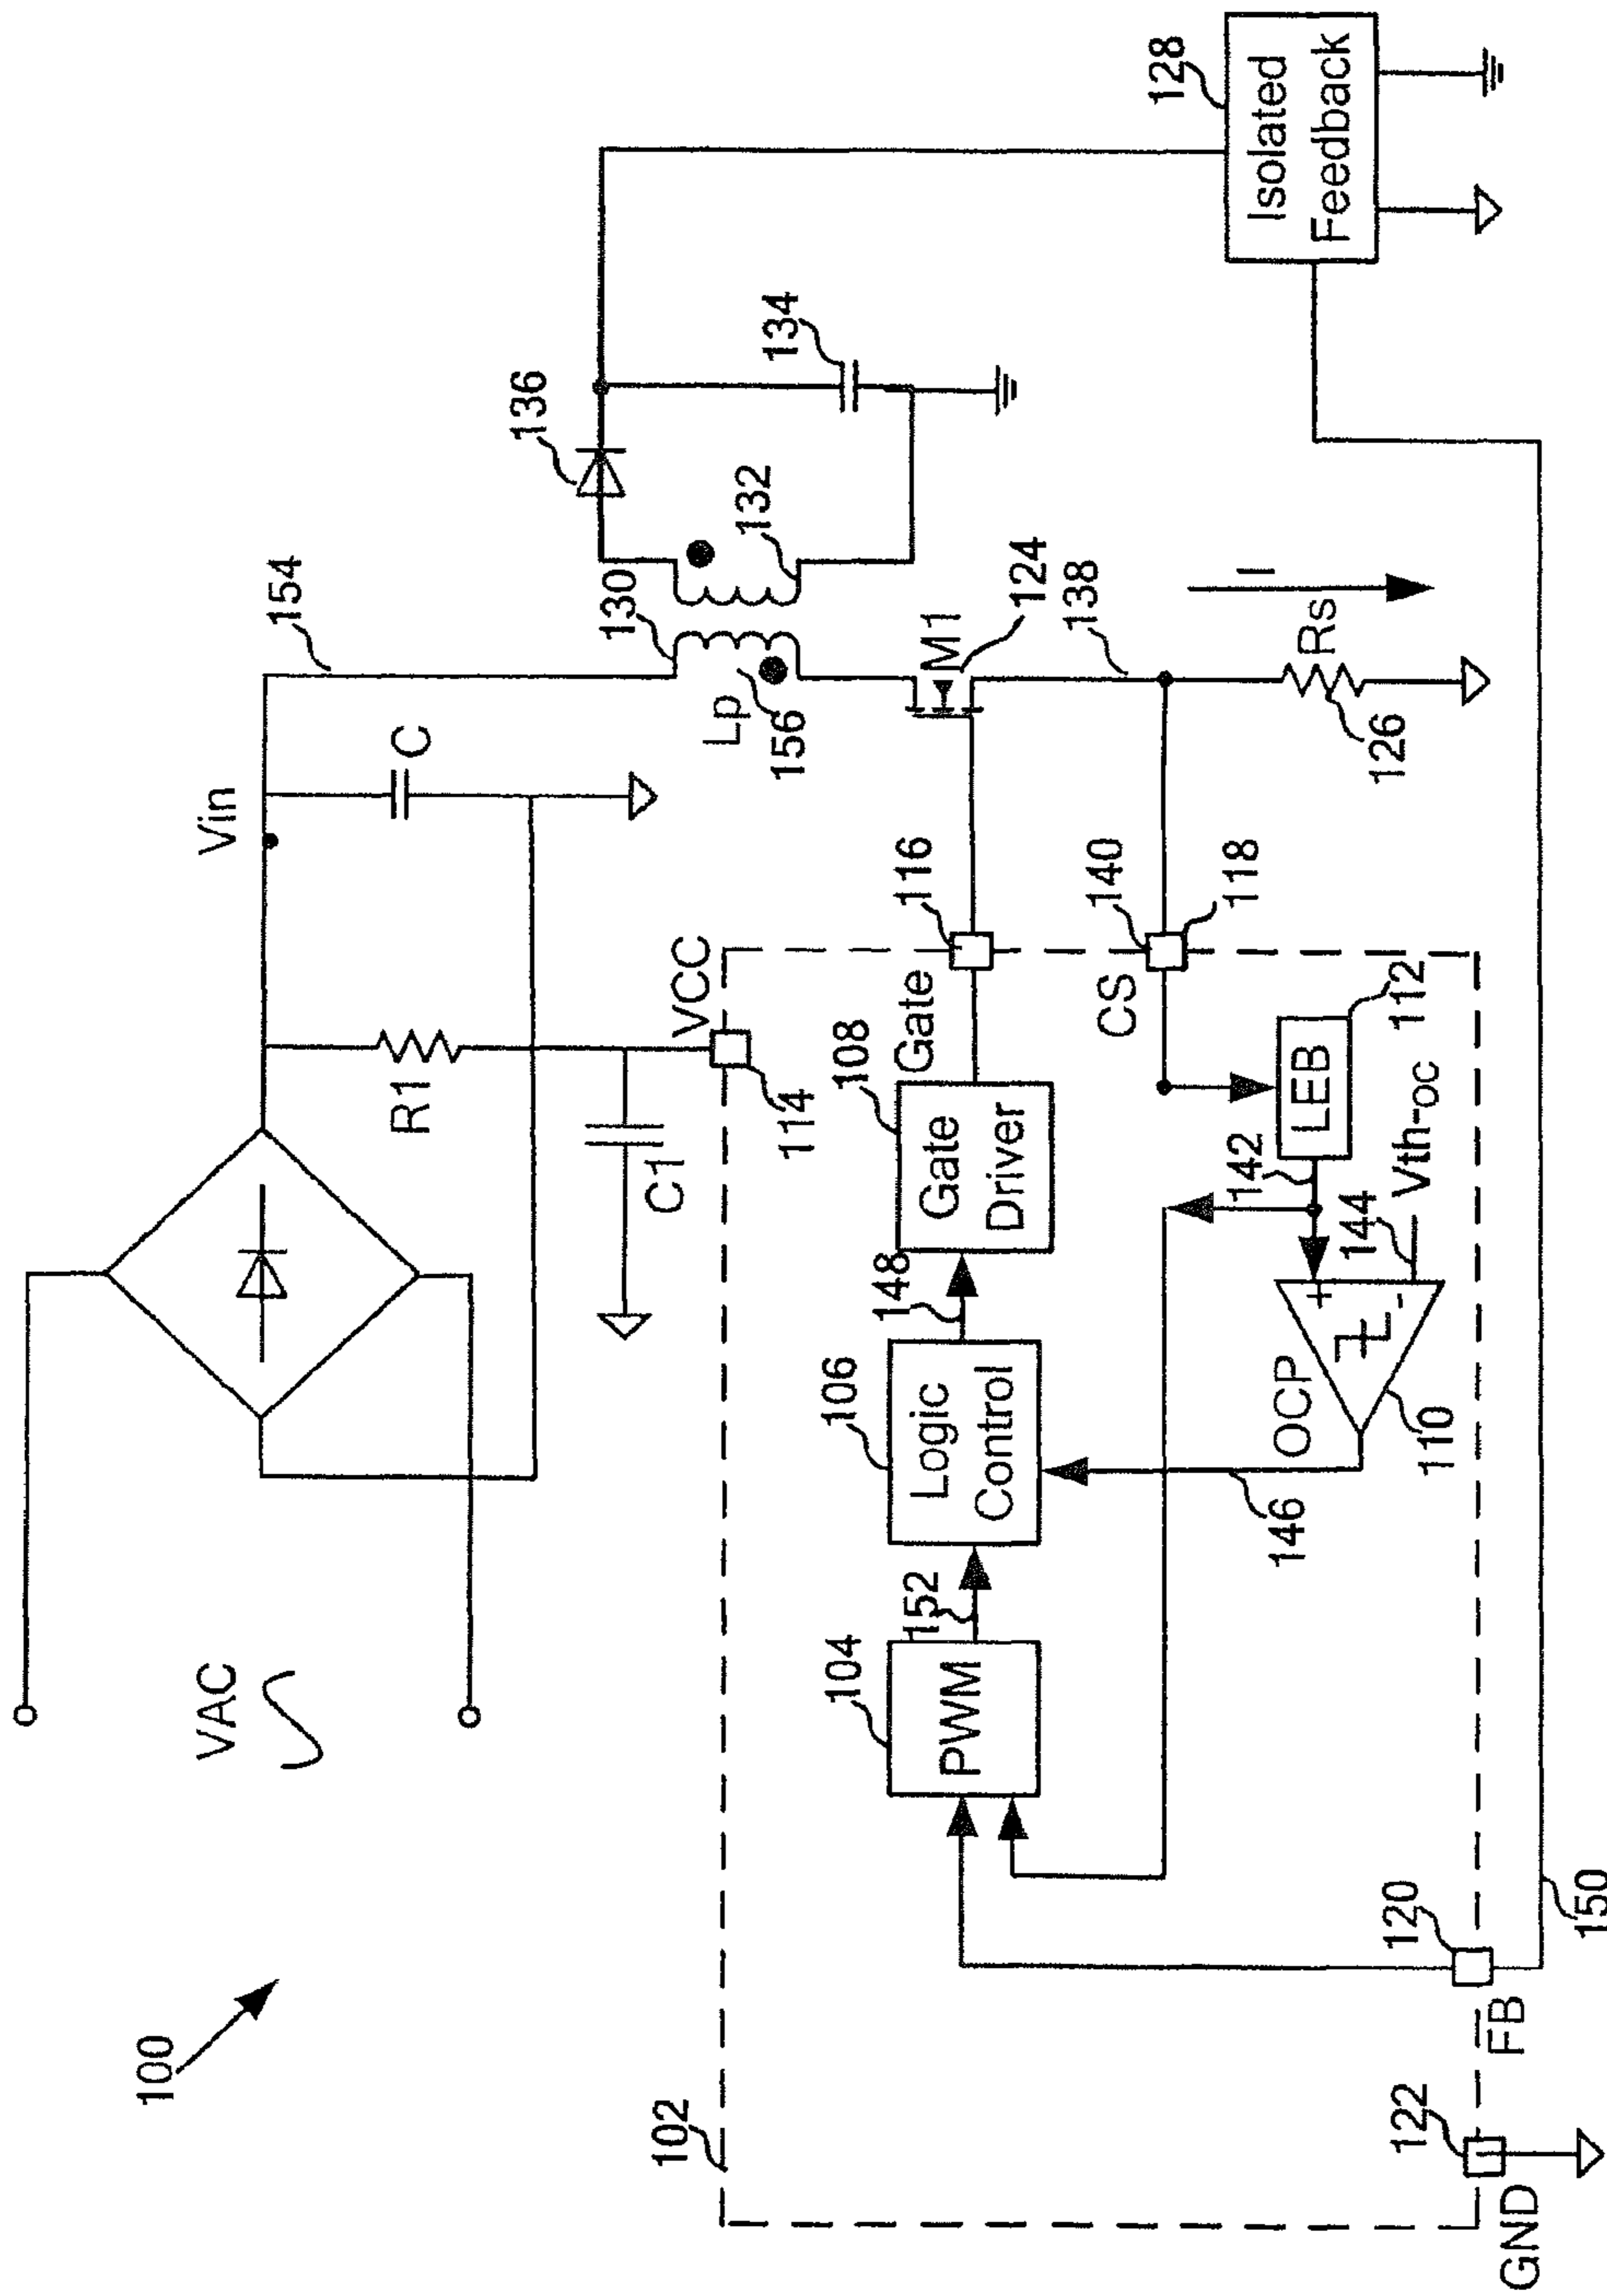 100
VAC
Vin
C
154
R1
C1
VCC
114
102
130
Lp
156
132
136
134
128
Isolated
Feedback
M1
124
138
I
Rs
126
116
Gate
140
118
CS
108
Gate
Driver
148
106
Logic
Control
152
104
PWM
LEB
112
142
Vth-oc
144
+
-
OCP
110
146
120
FB
150
122
GND